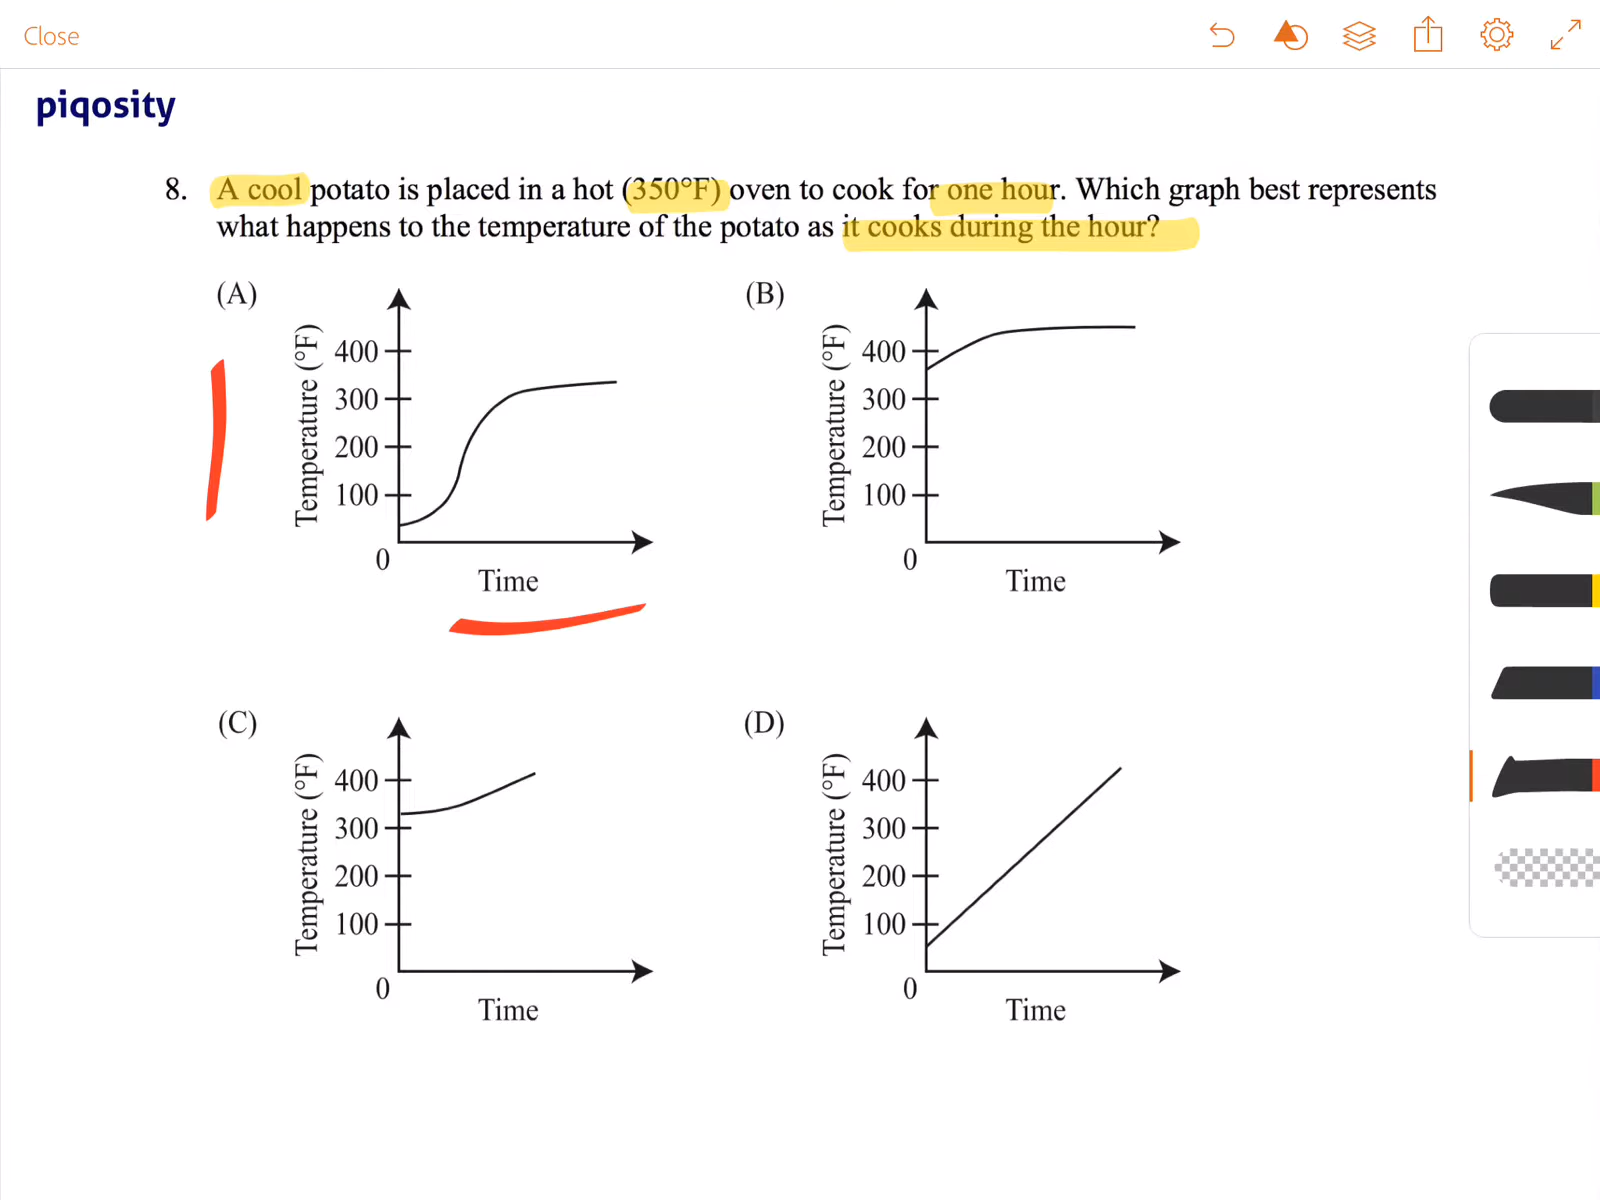 Close
piqosity
8. A cool potato is placed in a hot (350°F) oven to cook for one hour. Which graph best represents
what happens to the temperature of the potato as it cooks during the hour?
(A)
Temperature (°F)
400
300
200
100
0
Time
(B)
Temperature (°F)
400
300
200
100
0
Time
(C)
Temperature (°F)
400
300
200
100
0
Time
(D)
Temperature (°F)
400
300
200
100
0
Time